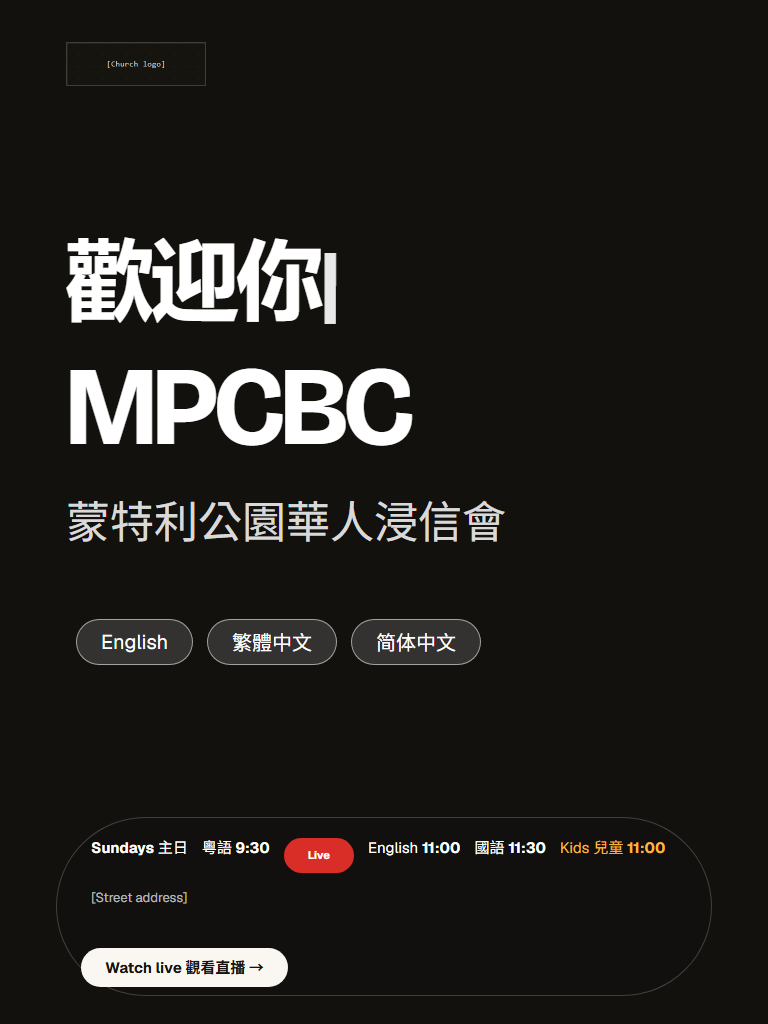 [Church logo]
歡迎你
MPCBC
蒙特利公園華人浸信會
English 繁體中文 简体中文
Sundays 主日 粵語 9:30 Live English 11:00 國語 11:30 Kids 兒童 11:00
[Street address]
Watch live 觀看直播 →